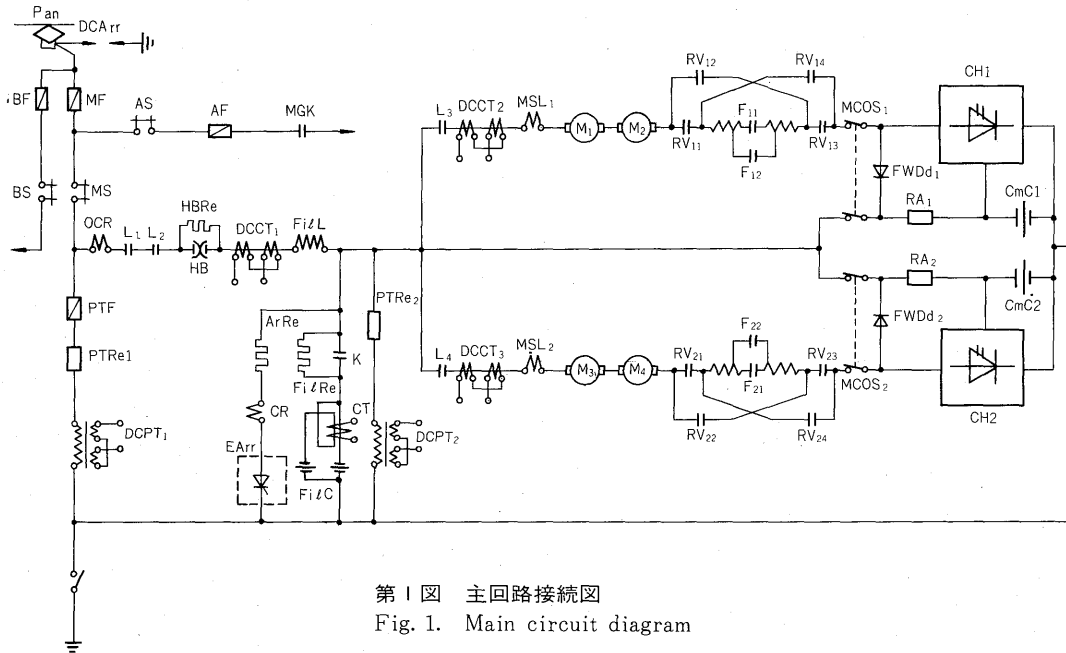 Pan
DCArr
BF
MF
AS
AF
MGK
BS
MS
OCR
L1
L2
HBRe
HB
DCCT1
FilL
PTF
PTRe1
DCPT1
ArRe
CR
EArr
FilRe
K
CT
FilC
PTRe2
DCPT2
L3
DCCT2
MSL1
M1
M2
RV12
RV14
RV11
F11
F12
RV13
MCOS1
CH1
FWDd1
RA1
CmC1
RA2
CmC2
FWDd2
L4
DCCT3
MSL2
M3
M4
RV21
F22
F21
RV23
RV22
RV24
MCOS2
CH2
第1図 主回路接続図
Fig. 1. Main circuit diagram